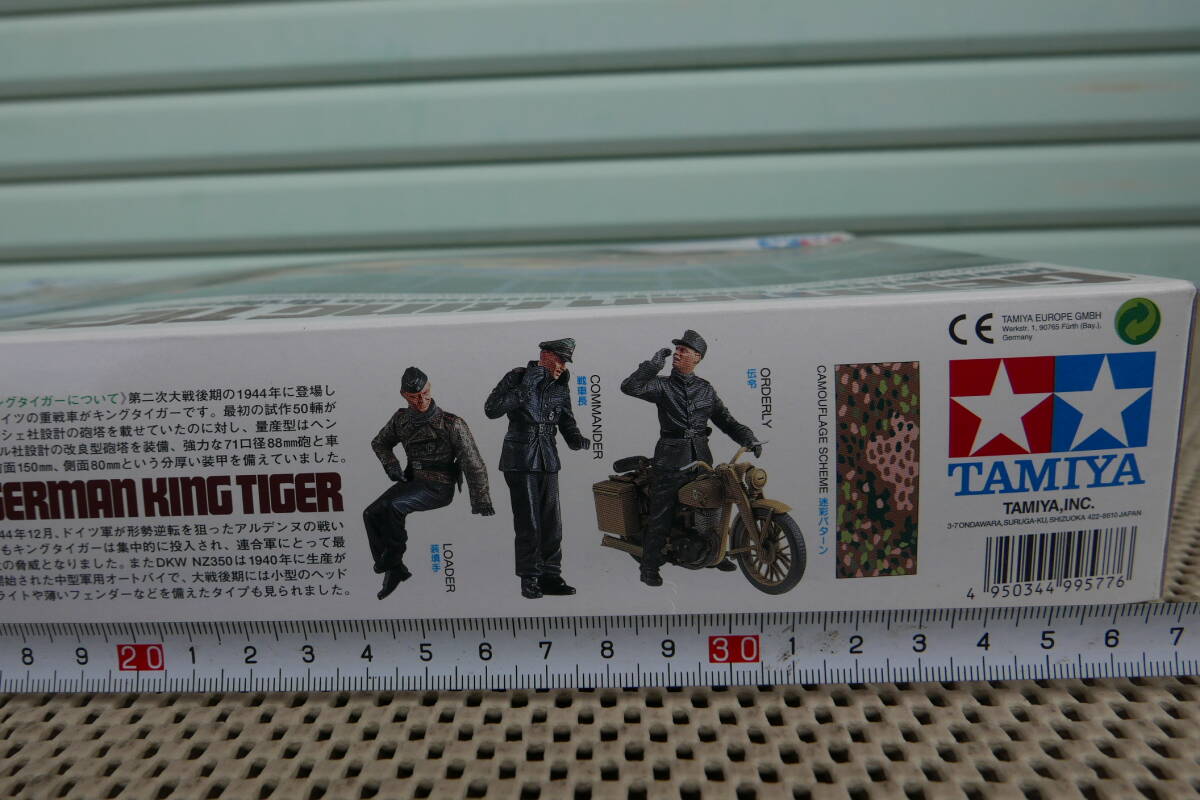 ングタイガーについて》第二次大戦後期の1944年に登場し
イツの重戦車がキングタイガーです。最初の試作50輌が
シェ社設計の砲塔を載せていたのに対し、量産型はヘン
ル社設計の改良型砲塔を装備、強力な71口径88mm砲と車
前面150mm、側面80mmという分厚い装甲を備えていました。
GERMAN KING TIGER
44年12月、ドイツ軍が形勢逆転を狙ったアルデンヌの戦い
もキングタイガーは集中的に投入され、連合軍にとって最
の脅威となりました。またDKW NZ350は1940年に生産が
開始された中型軍用オートバイで、大戦後期には小型のヘッド
ライトや薄いフェンダーなどを備えたタイプも見られました。
LOADER
装填手
COMMANDER
戦車長
ORDERLY
伝令
CAMOUFLAGE SCHEME 迷彩パターン
CE
TAMIYA EUROPE GMBH
Werkstr. 1, 90765 Fürth (Bay.),
Germany
TAMIYA
TAMIYA,INC.
3-7 ONDAWARA, SURUGA-KU, SHIZUOKA 422-8610 JAPAN
4 950344 995776
8 9 20 1 2 3 4 5 6 7 8 9 30 1 2 3 4 5 6 7